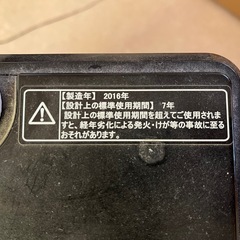 【製造年】 2016年
【設計上の標準使用期間】 7年
設計上の標準使用期間を超えてご使用されま
すと、経年劣化による発火・けが等の事故に至る
おそれがあります。